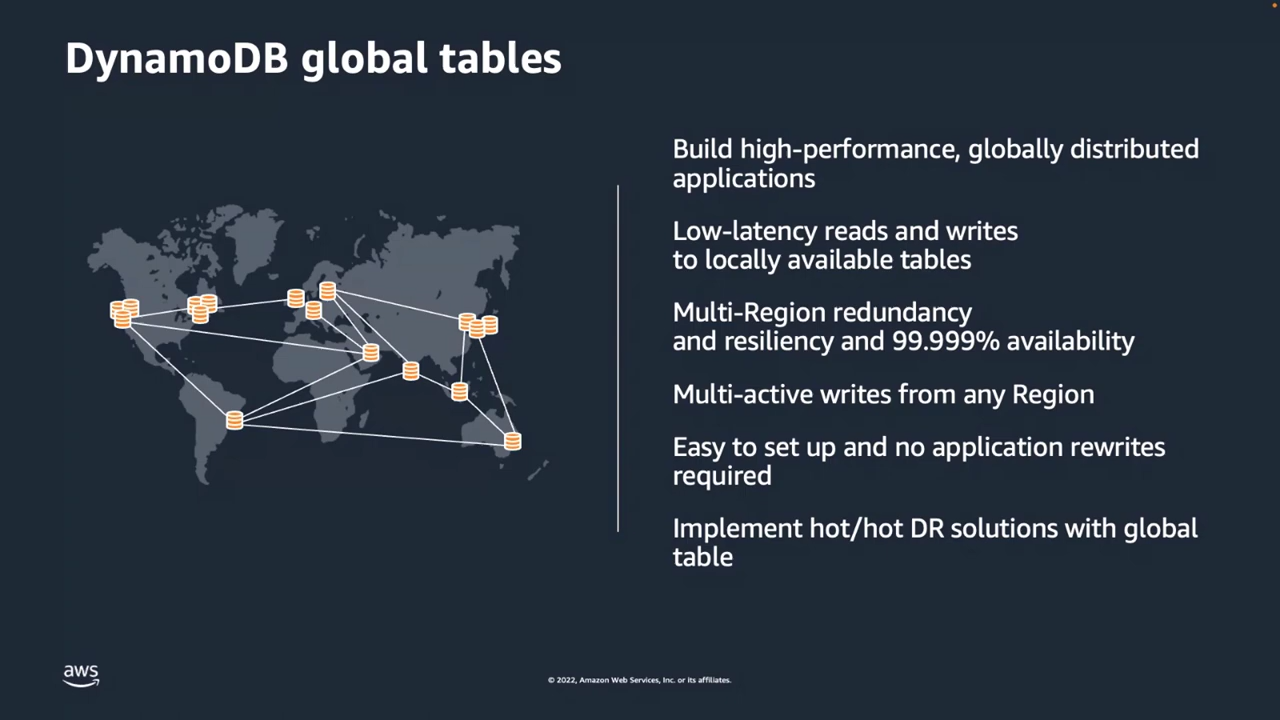 DynamoDB global tables
Build high-performance, globally distributed
applications
Low-latency reads and writes
to locally available tables
Multi-Region redundancy
and resiliency and 99.999% availability
Multi-active writes from any Region
Easy to set up and no application rewrites
required
Implement hot/hot DR solutions with global
table
aws
© 2022, Amazon Web Services, Inc. or its affiliates.